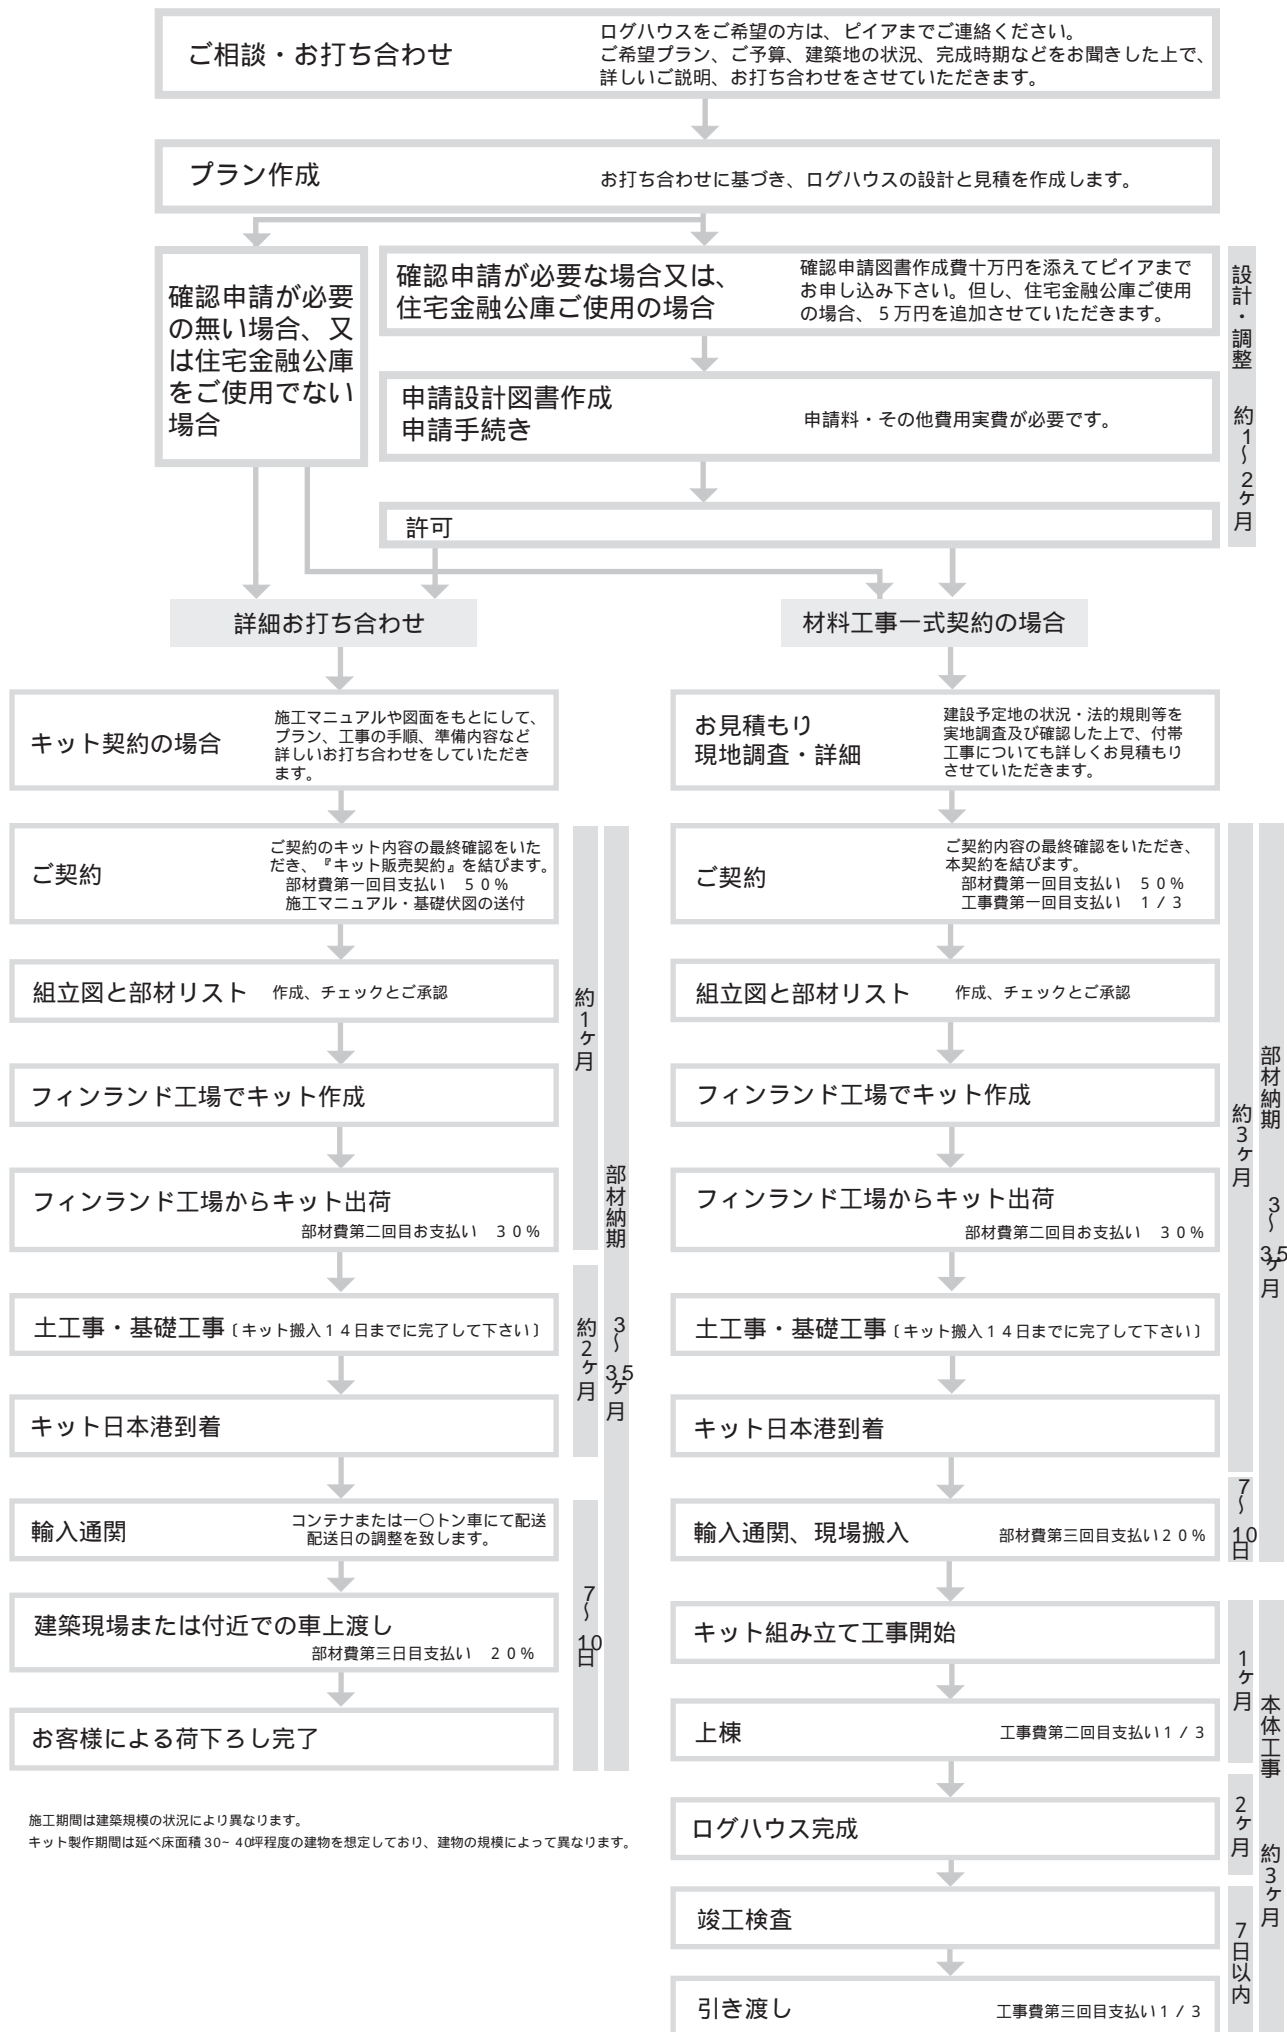 ご相談・お打ち合わせ
ログハウスをご希望の方は、ピイアまでご連絡ください。
ご希望プラン、ご予算、建築地の状況、完成時期などをお聞きした上で、
詳しいご説明、お打ち合わせをさせていただきます。
プラン作成
お打ち合わせに基づき、ログハウスの設計と見積を作成します。
確認申請が必要
の無い場合、又
は住宅金融公庫
をご使用でない
場合
確認申請が必要な場合又は、
住宅金融公庫ご使用の場合
確認申請図書作成費十万円を添えてピイアまで
お申し込み下さい。但し、住宅金融公庫ご使用
の場合、5万円を追加させていただきます。
申請設計図書作成
申請手続き
申請料・その他費用実費が必要です。
許可
設計・調整 約1〜2ヶ月
詳細お打ち合わせ
材料工事一式契約の場合
キット契約の場合
施工マニュアルや図面をもとにして、
プラン、工事の手順、準備内容など
詳しいお打ち合わせをしていただき
ます。
ご契約
ご契約のキット内容の最終確認をいた
だき、『キット販売契約』を結びます。
部材費第一回目支払い 50%
施工マニュアル・基礎伏図の送付
組立図と部材リスト 作成、チェックとご承認
フィンランド工場でキット作成
フィンランド工場からキット出荷
部材費第二回目お支払い 30%
土工事・基礎工事〔キット搬入14日までに完了して下さい〕
キット日本港到着
輸入通関
コンテナまたは一〇トン車にて配送
配送日の調整を致します。
建築現場または付近での車上渡し
部材費第三日目支払い 20%
お客様による荷下ろし完了
約1ヶ月
約2ヶ月
7〜10日
部材納期 3〜3.5ヶ月
お見積もり
現地調査・詳細
建設予定地の状況・法的規則等を
実地調査及び確認した上で、付帯
工事についても詳しくお見積もり
させていただきます。
ご契約
ご契約内容の最終確認をいただき、
本契約を結びます。
部材費第一回目支払い 50%
工事費第一回目支払い 1/3
組立図と部材リスト 作成、チェックとご承認
フィンランド工場でキット作成
フィンランド工場からキット出荷
部材費第二回目お支払い 30%
土工事・基礎工事〔キット搬入14日までに完了して下さい〕
キット日本港到着
輸入通関、現場搬入 部材費第三回目支払い20%
キット組み立て工事開始
上棟 工事費第二回目支払い1/3
ログハウス完成
竣工検査
引き渡し 工事費第三回目支払い1/3
約3ヶ月
7〜10日
部材納期 3〜3.5ヶ月
1ヶ月
2ヶ月
7日以内
本体工事 約3ヶ月
施工期間は建築規模の状況により異なります。
キット製作期間は延べ床面積30~40坪程度の建物を想定しており、建物の規模によって異なります。